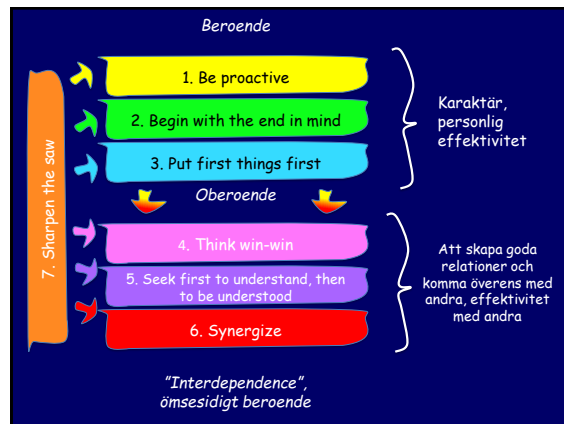 Beroende
1. Be proactive
2. Begin with the end in mind
3. Put first things first
Karaktär,
personlig
effektivitet
7. Sharpen the saw
Oberoende
4. Think win-win
5. Seek first to understand, then
to be understood
6. Synergize
Att skapa goda
relationer och
komma överens med
andra, effektivitet
med andra
”Interdependence”,
ömsesidigt beroende